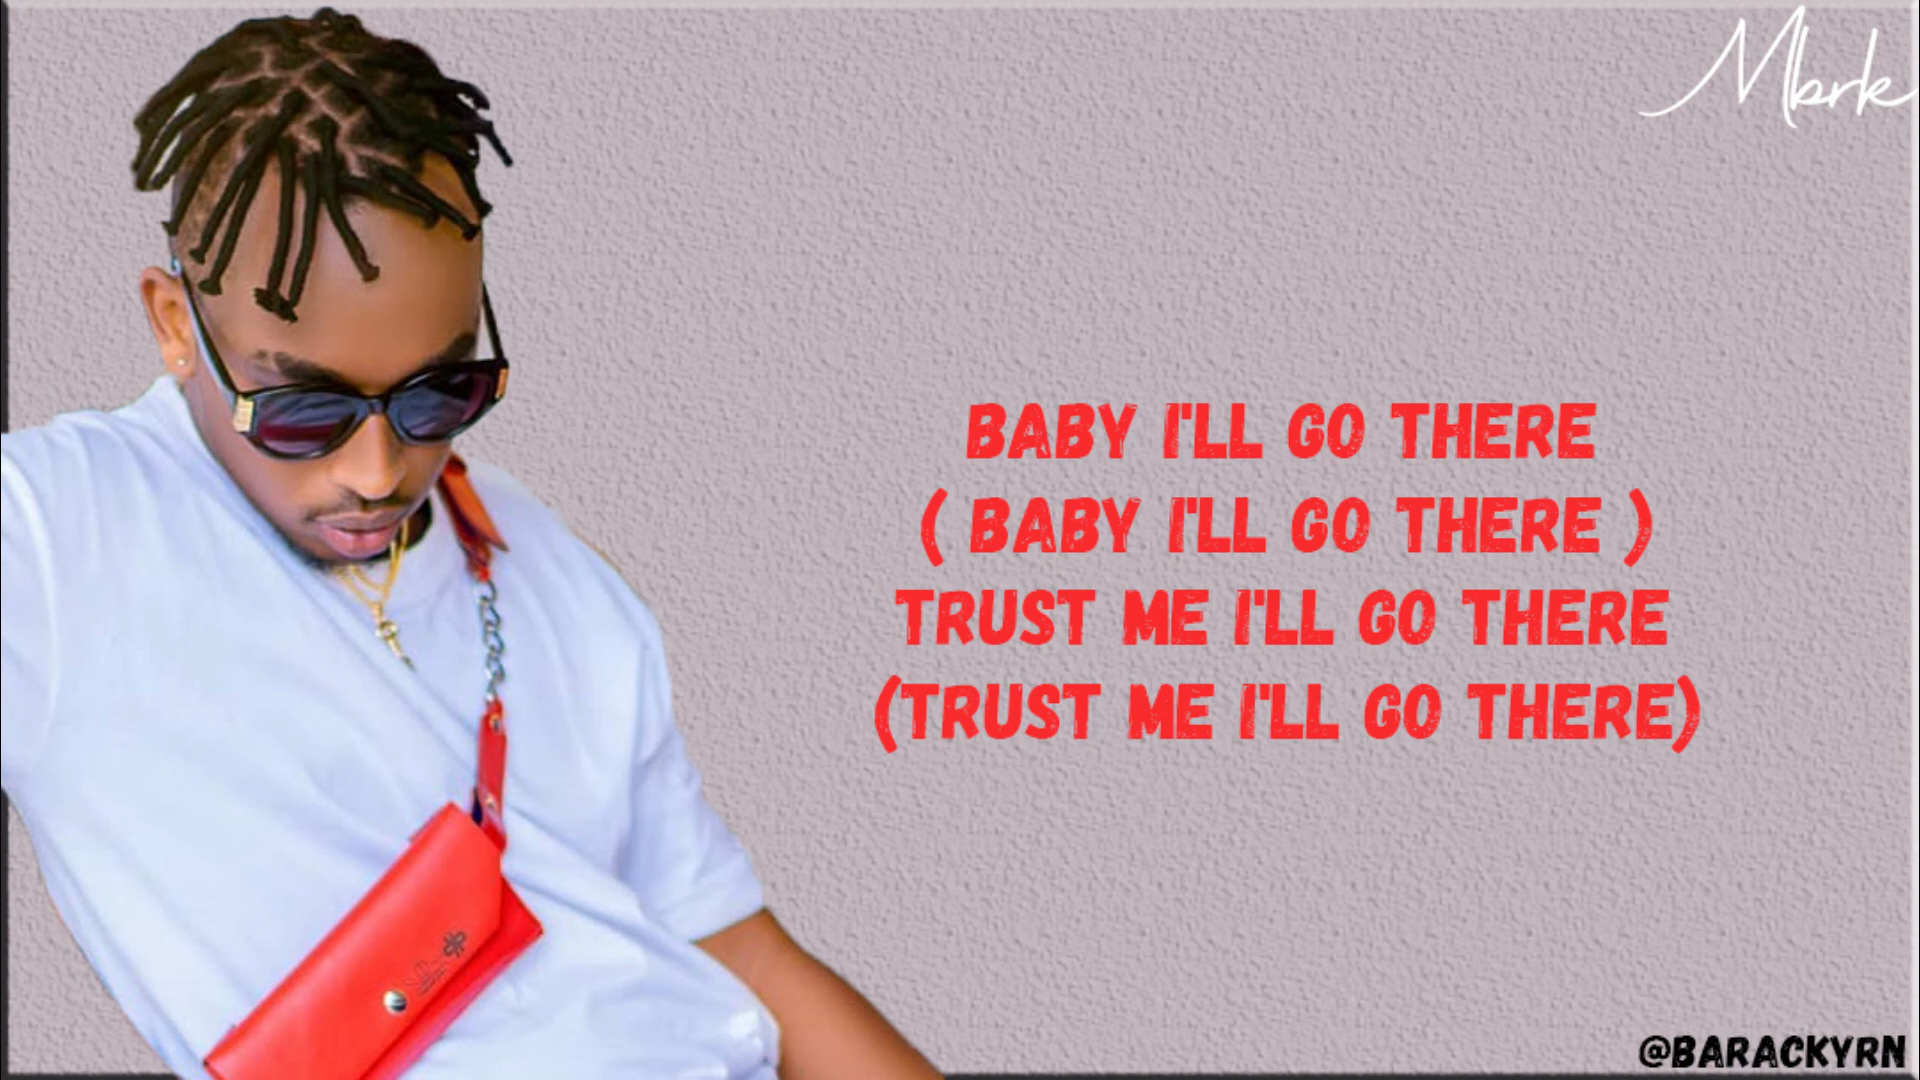 Mbrk
BABY I'LL GO THERE
( BABY I'LL GO THERE )
TRUST ME I'LL GO THERE
(TRUST ME I'LL GO THERE)
@BARACKYRN